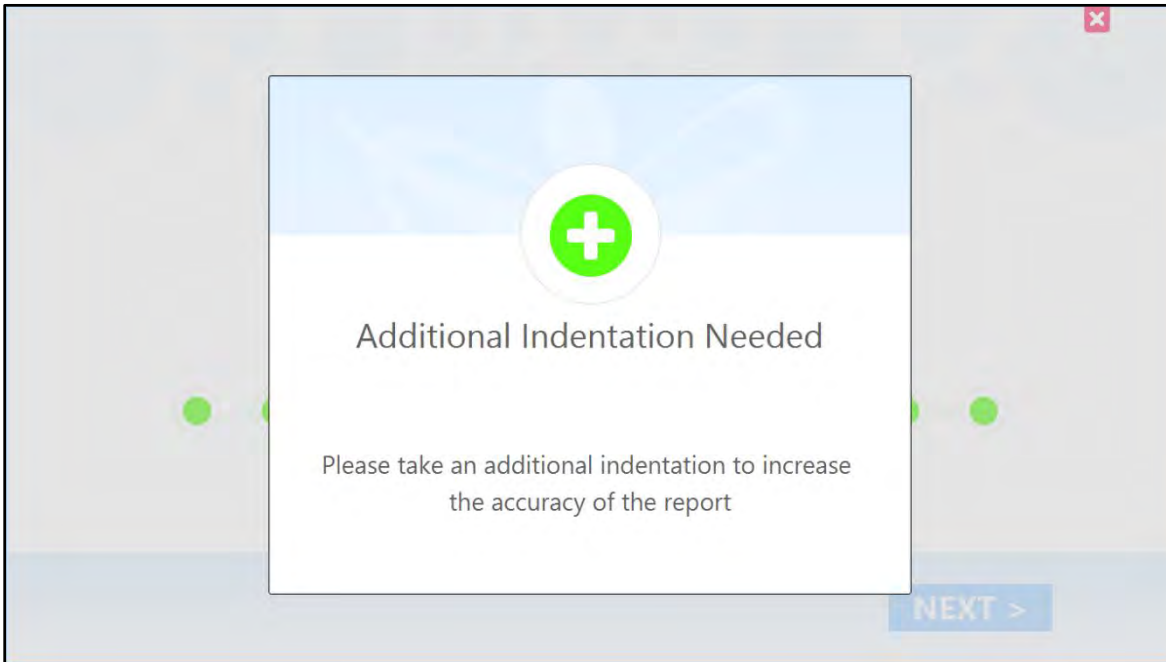 Additional Indentation Needed
Please take an additional indentation to increase
the accuracy of the report
NEXT >